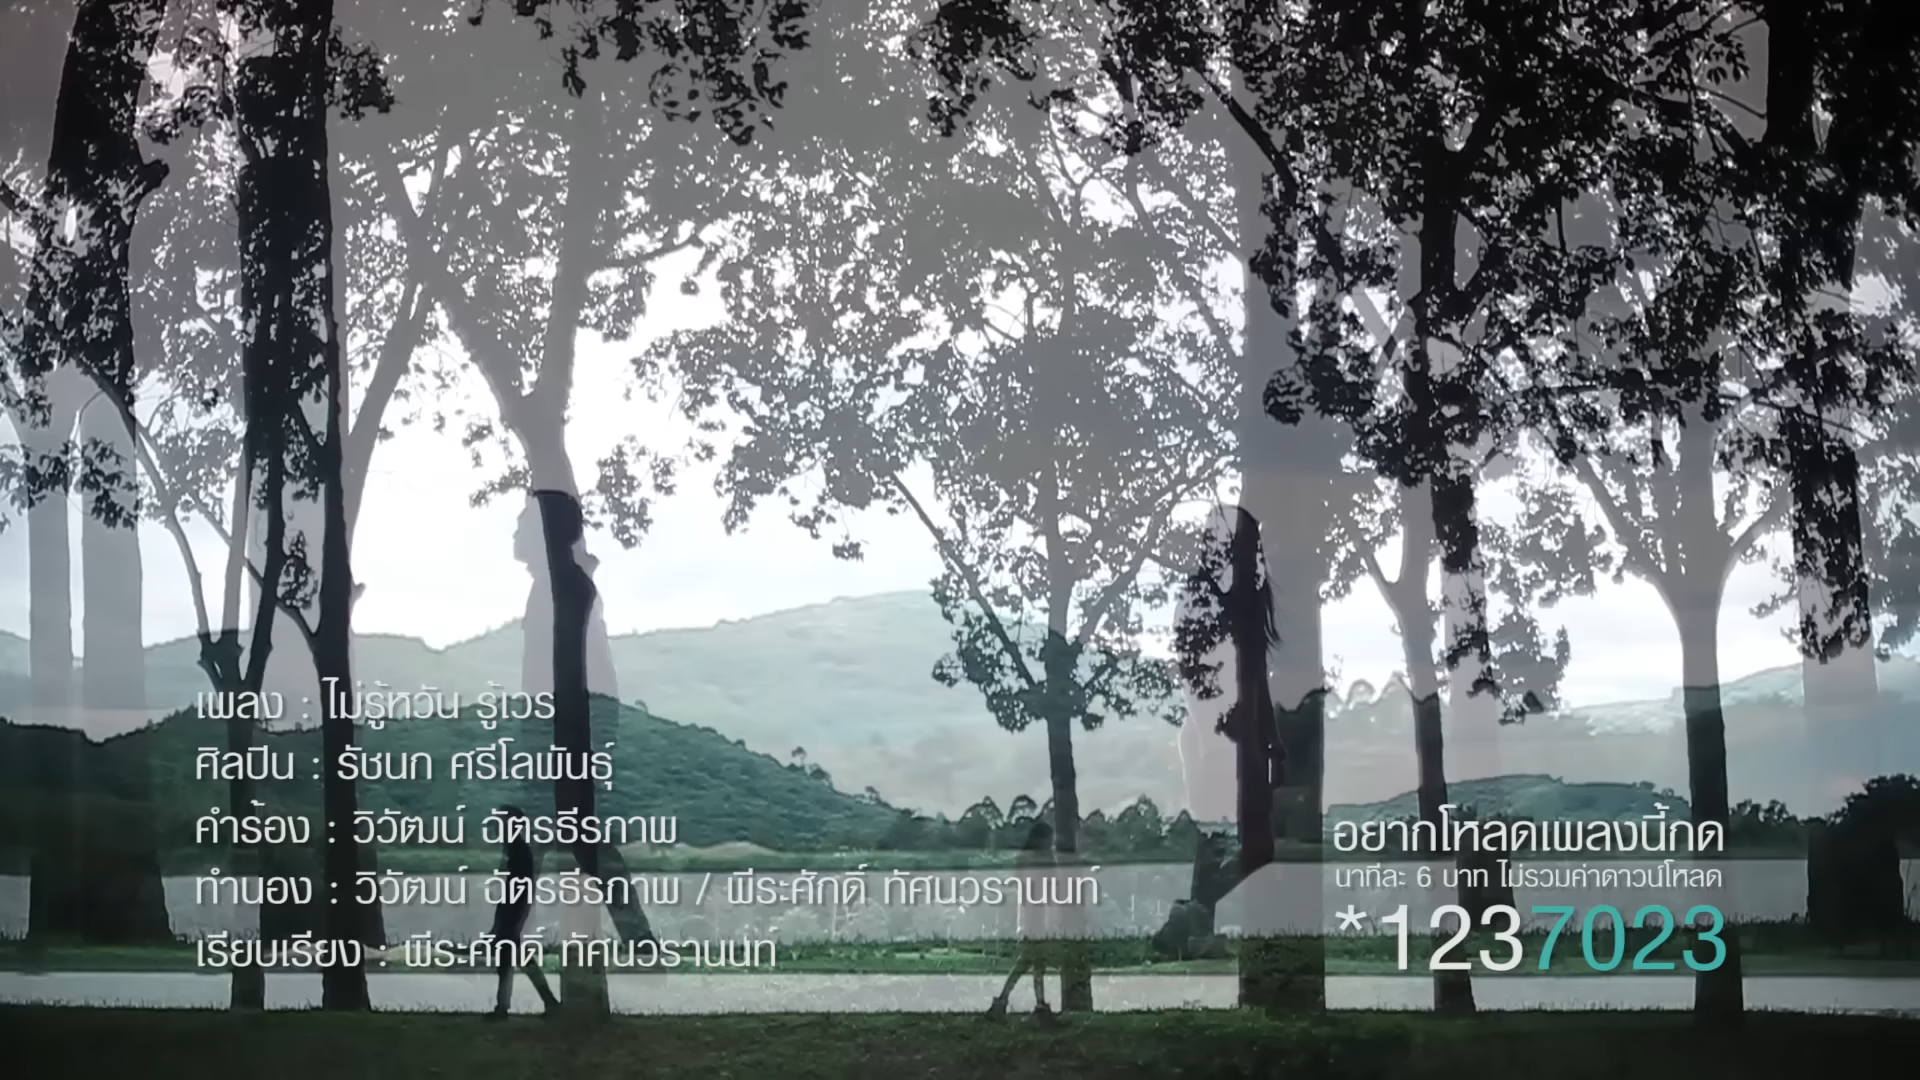 เพลง : ไม่รู้หวัน รู้เวร
ศิลปิน : รัชนก ศรีโลพันธุ์
คำร้อง : วิวัฒน์ ฉัตรธีรภาพ
ทำนอง : วิวัฒน์ ฉัตรธีรภาพ / พีระศักดิ์ ทัศนวรานนท์
เรียบเรียง : พีระศักดิ์ ทัศนวรานนท
อยากโหลดเพลงนี้กด
นาทีละ 6 บาท ไม่รวมค่าดาวน์โหลด
*1237023